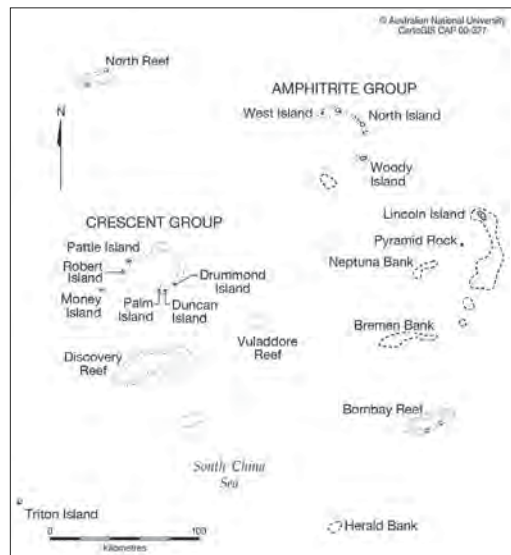 © Australian National University
CartoGIS CAP 00-327
North Reef
AMPHITRITE GROUP
West Island
North Island
N
Woody
Island
Lincoln Island
CRESCENT GROUP
Pyramid Rock
Pattle Island
Neptuna Bank
Robert
Island
Drummond
Island
Money
Island
Palm
Island
Duncan
Island
Bremen Bank
Vuladdore
Reef
Discovery
Reef
Bombay Reef
South China
Sea
Triton Island
0
100
Kilometres
Herald Bank